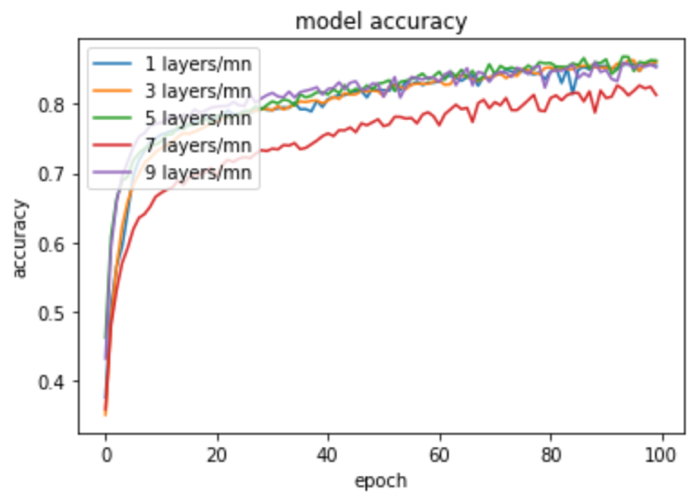 model accuracy
1 layers/mn
3 layers/mn
5 layers/mn
7 layers/mn
9 layers/mn
accuracy
0.8
0.7
0.6
0.5
0.4
0 20 40 60 80 100
epoch